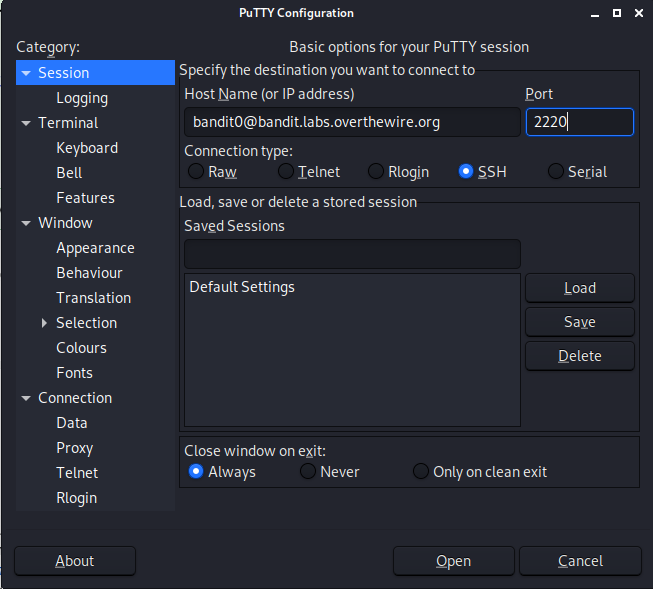 PuTTY Configuration
Category:
Session
Logging
Terminal
Keyboard
Bell
Features
Window
Appearance
Behaviour
Translation
Selection
Colours
Fonts
Connection
Data
Proxy
Telnet
Rlogin
Basic options for your PuTTY session
Specify the destination you want to connect to
Host Name (or IP address) Port
bandit0@bandit.labs.overthewire.org 2220
Connection type:
Raw Telnet Rlogin SSH Serial
Load, save or delete a stored session
Saved Sessions
Default Settings
Load
Save
Delete
Close window on exit:
Always Never Only on clean exit
About Open Cancel